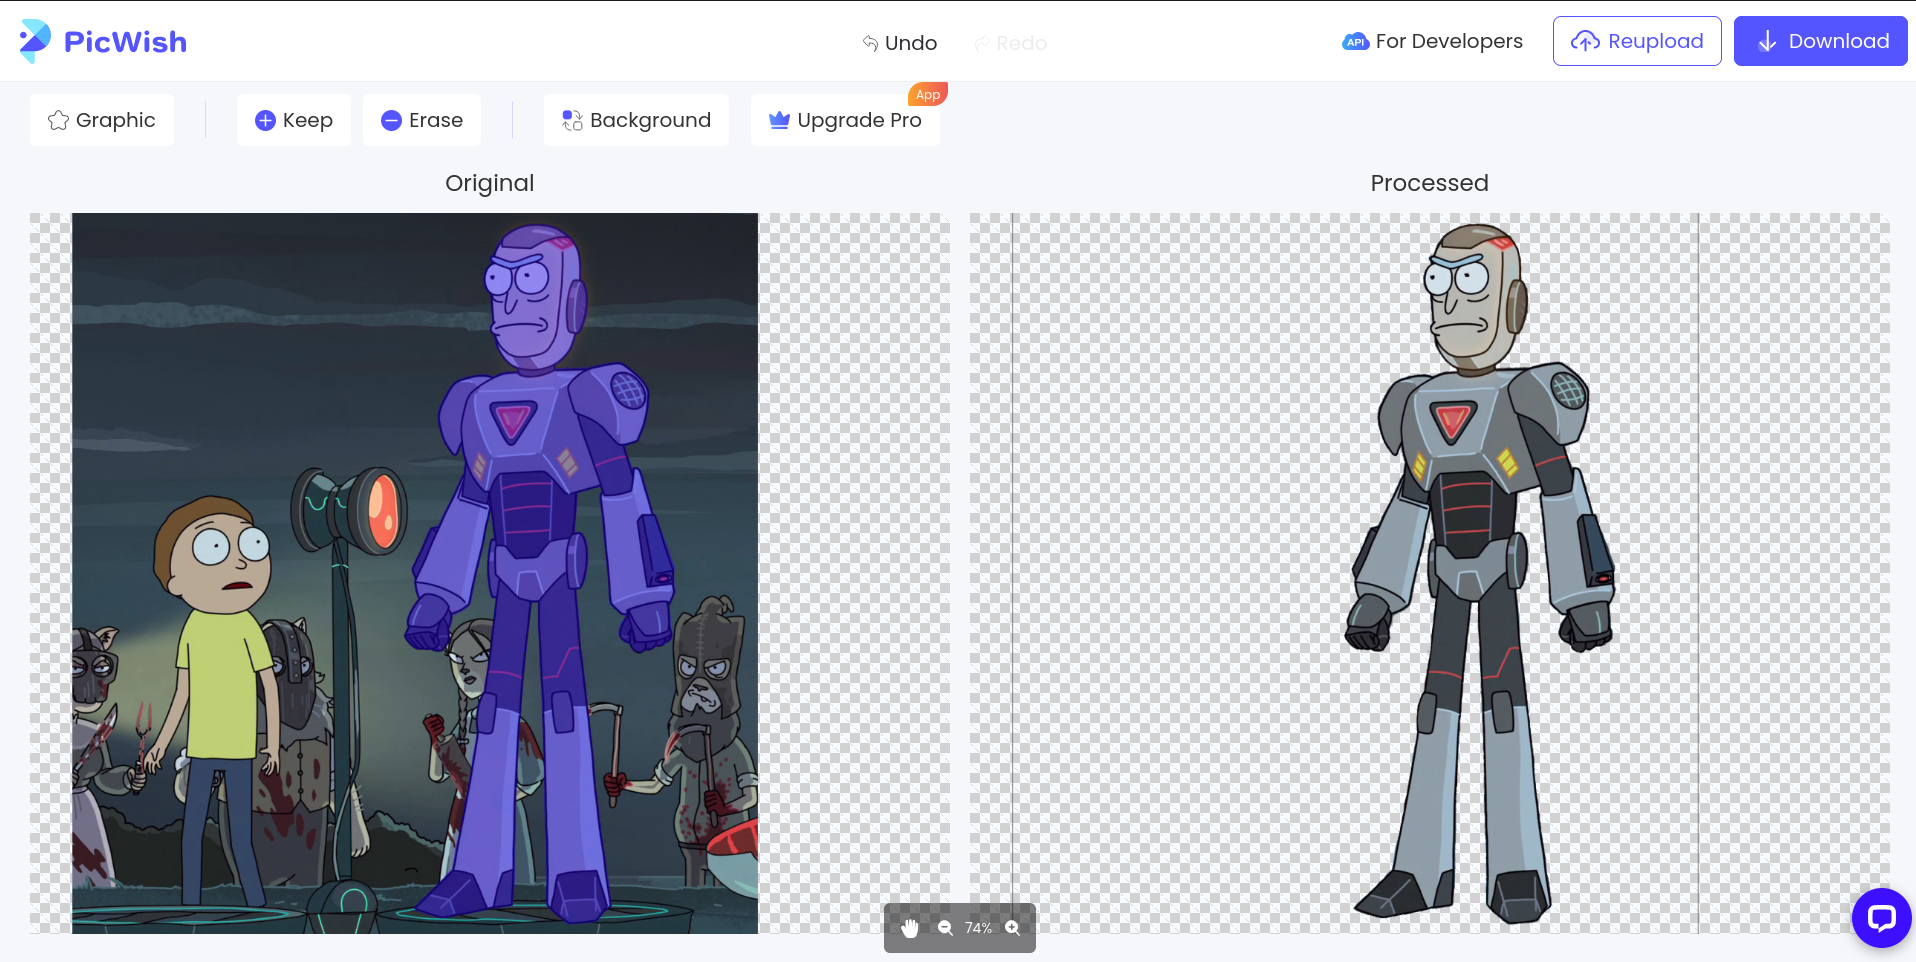 PicWish
Undo
Redo
API For Developers
Reupload
Download
Graphic
Keep
Erase
Background
Upgrade Pro
App
Original
Processed
74%